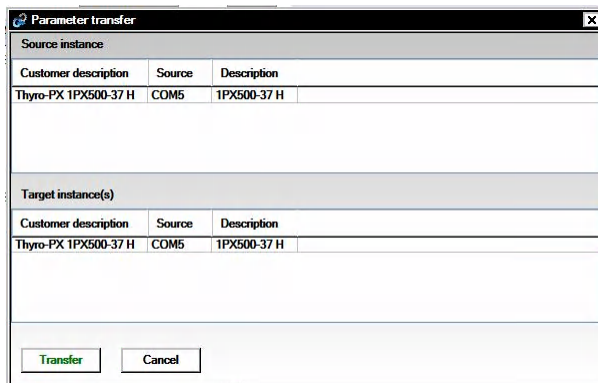 Parameter transfer
Source instance
Customer description Source Description
Thyro-PX 1PX500-37 H COM5 1PX500-37 H
Target instance(s)
Customer description Source Description
Thyro-PX 1PX500-37 H COM5 1PX500-37 H
Transfer Cancel